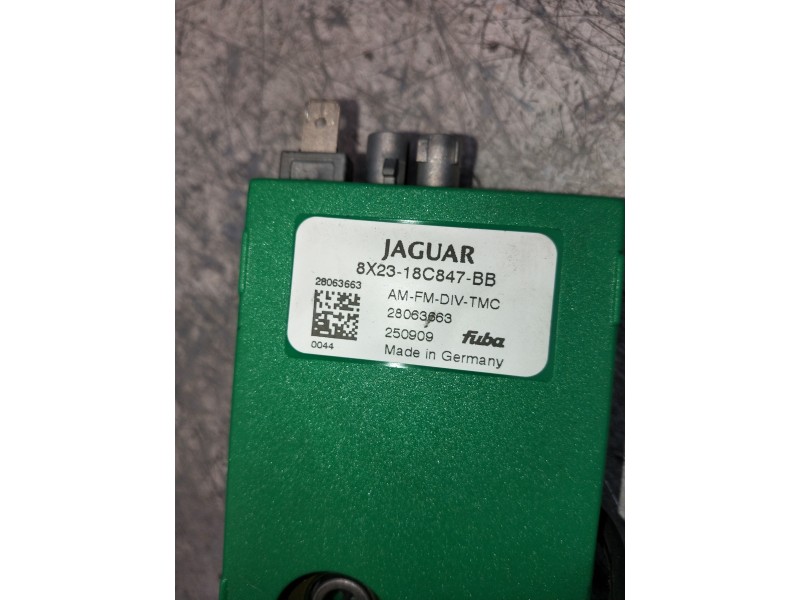 JAGUAR
8X23-18C847-BB
28063663
AM-FM-DIV-TMC
28063663
250909 fuba
0044
Made in Germany